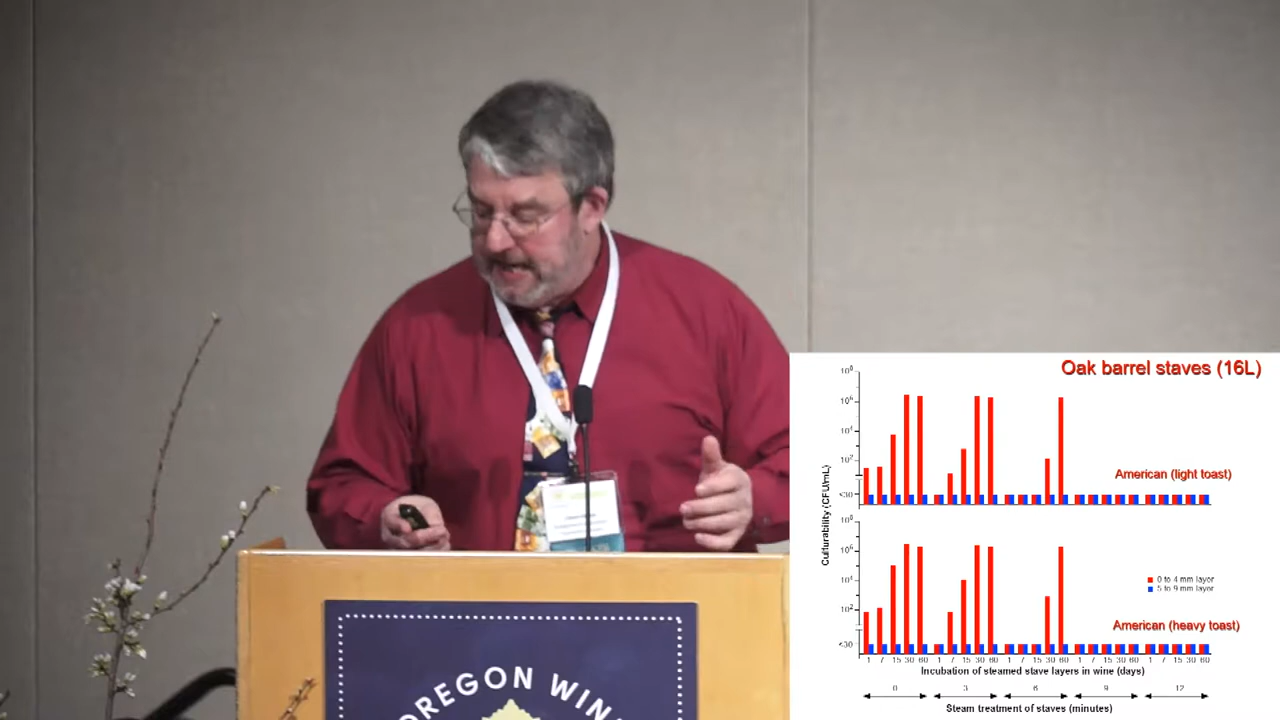 Oak barrel staves (16L)
10⁸
10⁶
10⁴
10²
<30
American (light toast)
Culturability (CFU/mL)
10⁸
10⁶
10⁴
10²
<30
0 to 4 mm layer
5 to 9 mm layer
American (heavy toast)
1 7 15 30 60 1 7 15 30 60 1 7 15 30 60 1 7 15 30 60 1 7 15 30 60
Incubation of steamed stave layers in wine (days)
0 3 6 9 12
Steam treatment of staves (minutes)
OREGON WIN